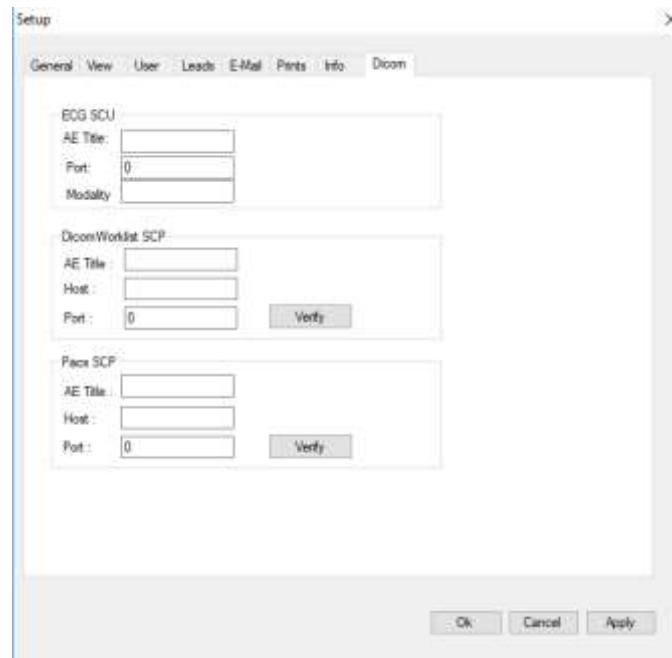 Setup
General View User Leads E-Mail Prints Info Dicom
ECG SCU
AE Title:
Port: 0
Modality
DicomWorklist SCP
AE Title :
Host :
Port : 0 Verify
Pacs SCP
AE Title :
Host :
Port : 0 Verify
Ok Cancel Apply